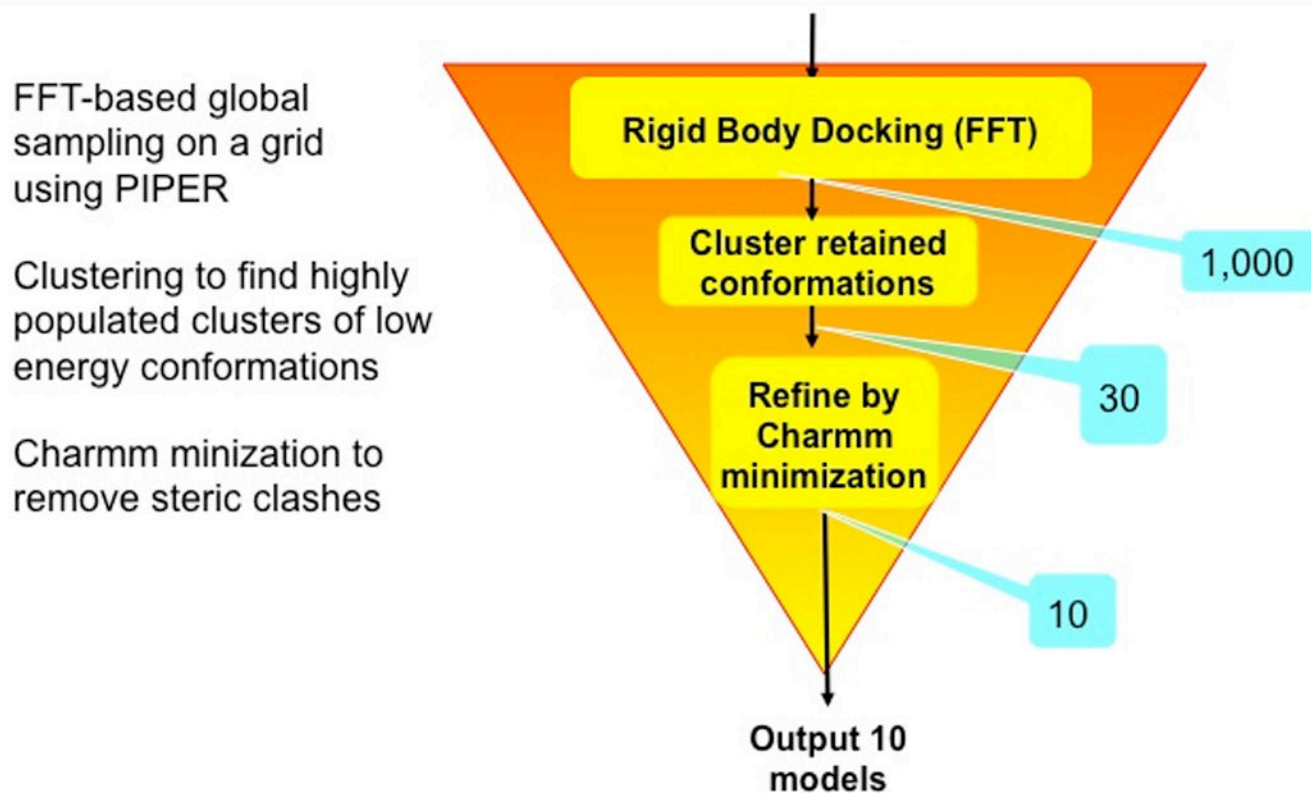 FFT-based global
sampling on a grid
using PIPER
Clustering to find highly
populated clusters of low
energy conformations
Charmm minization to
remove steric clashes
Rigid Body Docking (FFT)
1,000
Cluster retained
conformations
30
Refine by
Charmm
minimization
10
Output 10
models